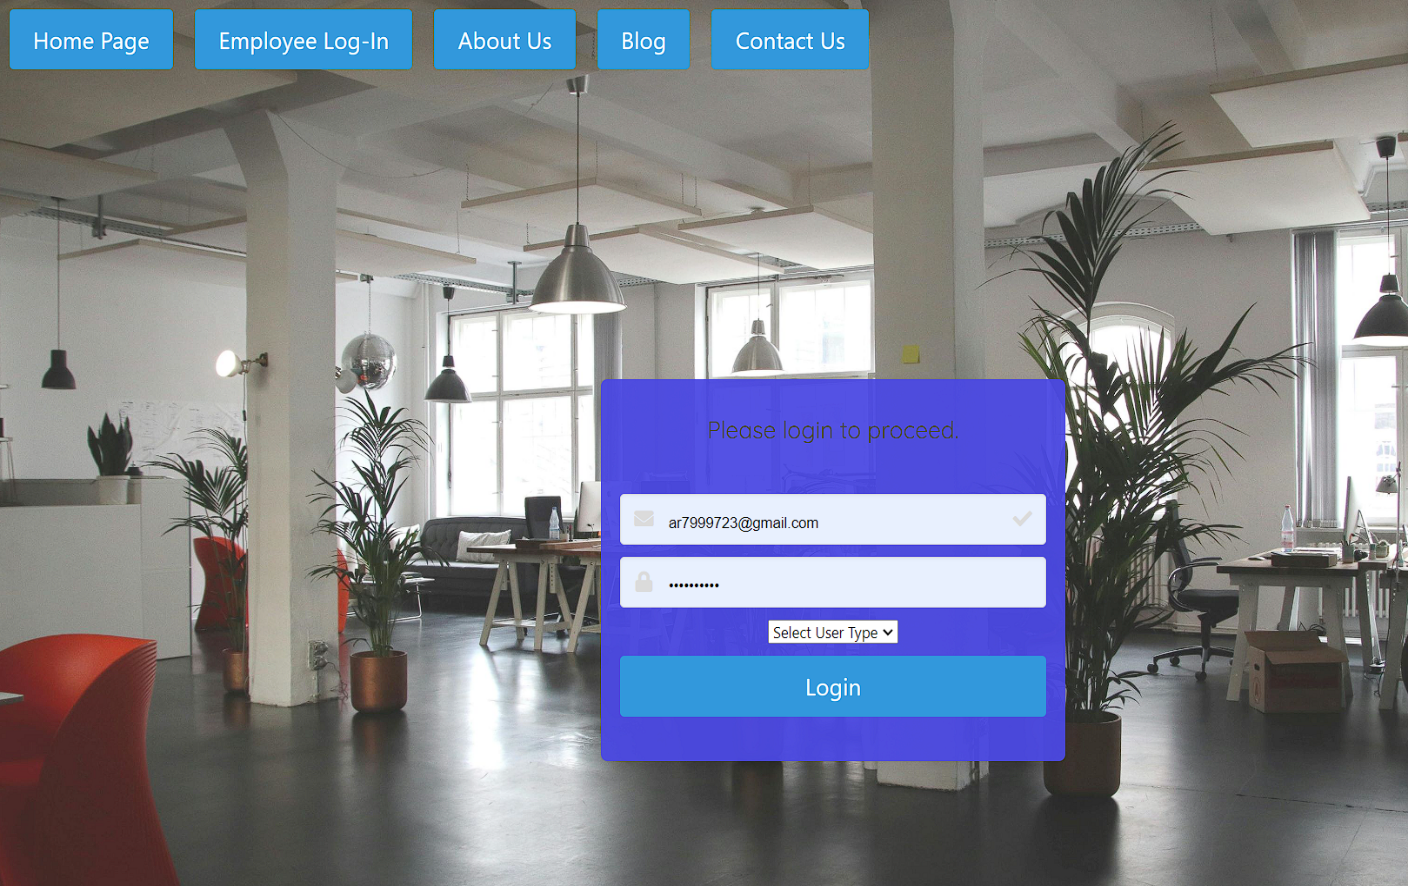 Home Page
Employee Log-In
About Us
Blog
Contact Us
Please login to proceed.
ar7999723@gmail.com
••••••••••
Select User Type
Login